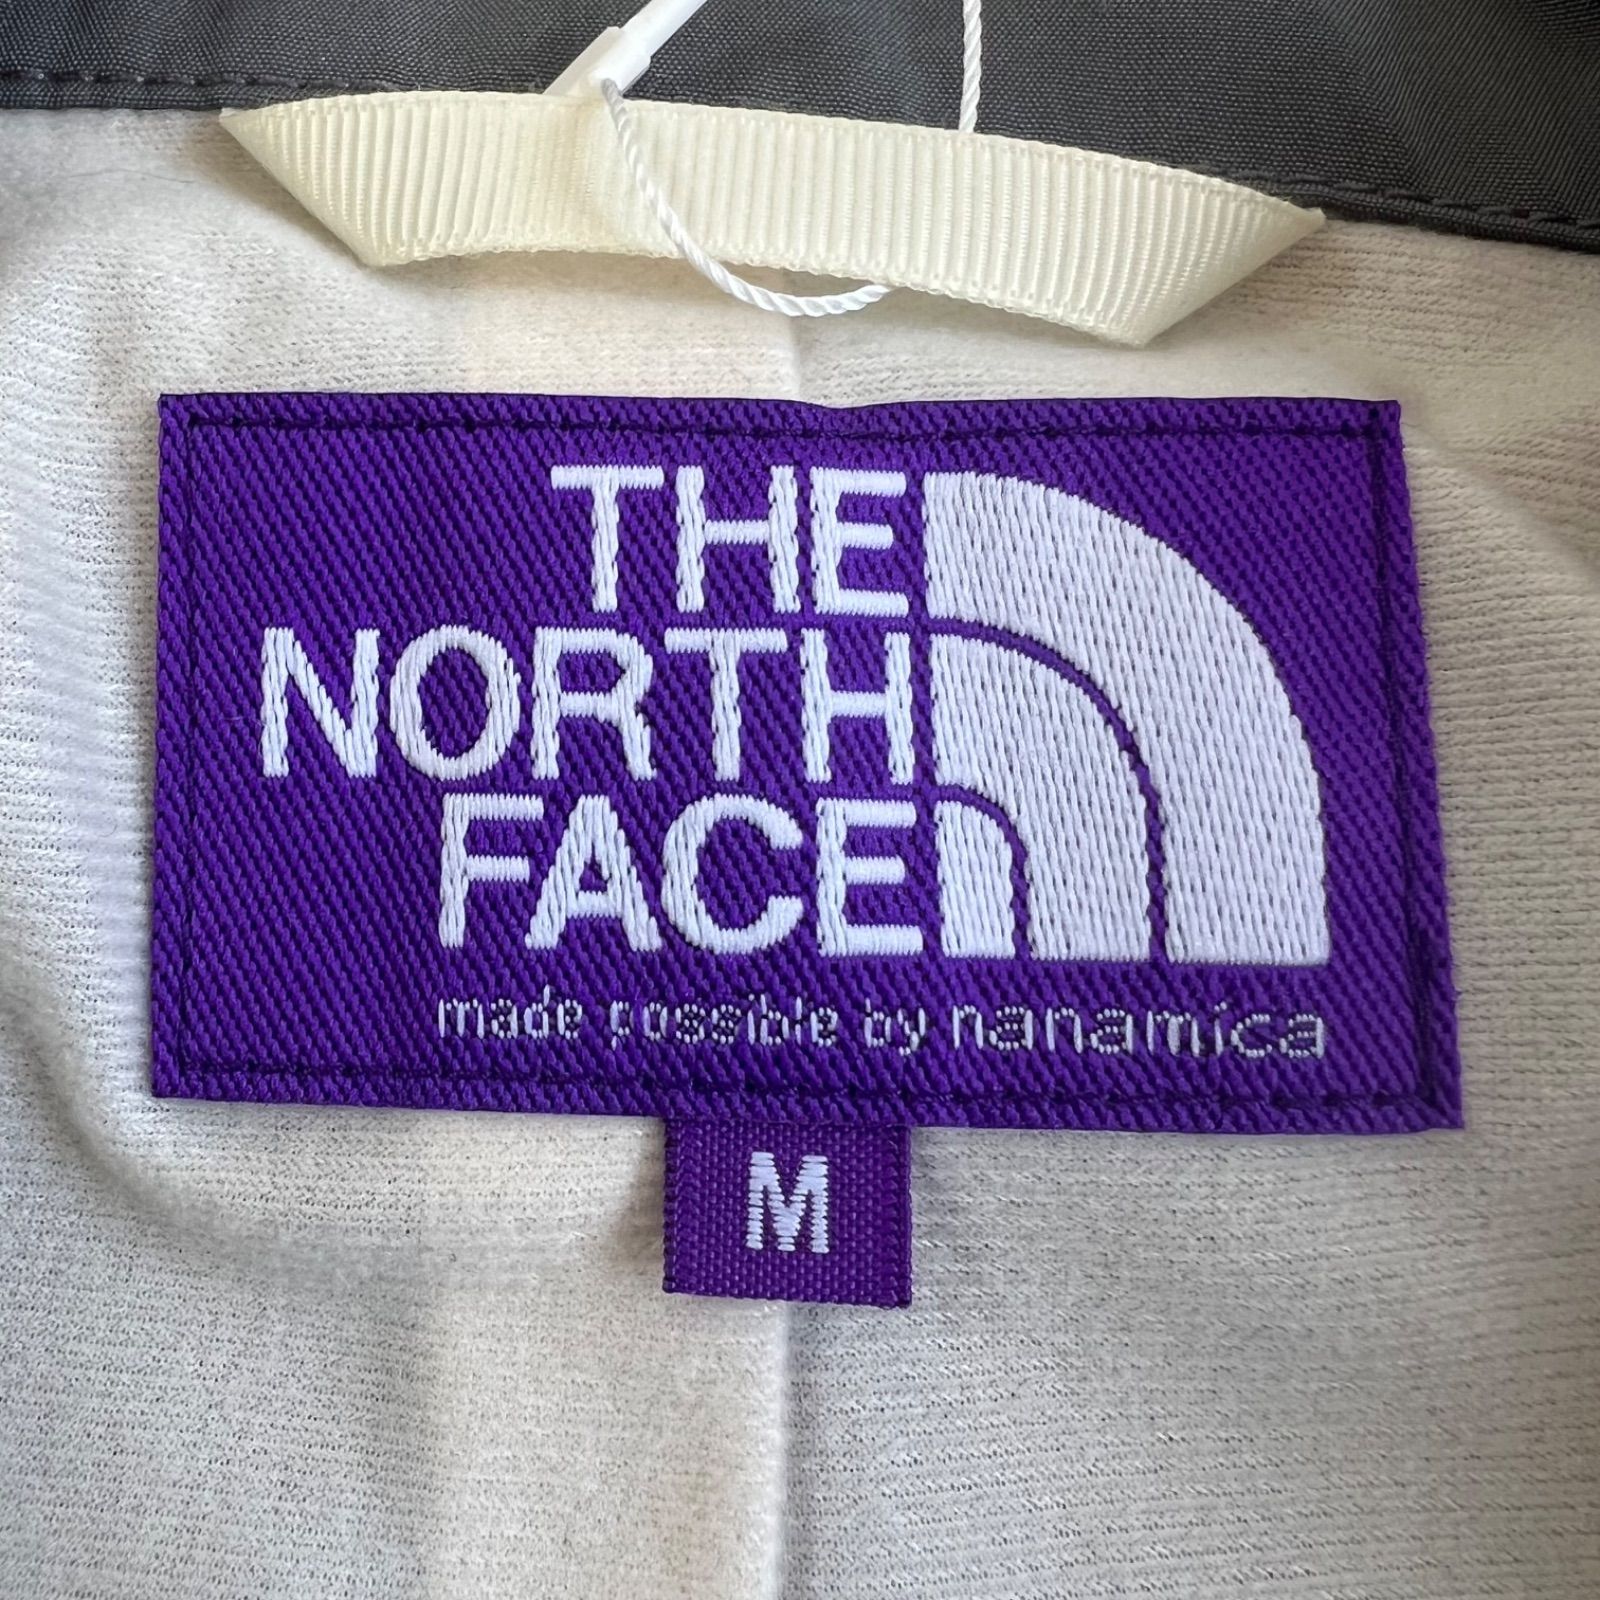 THE
NORTH
FACE
made possible by nanamica
M